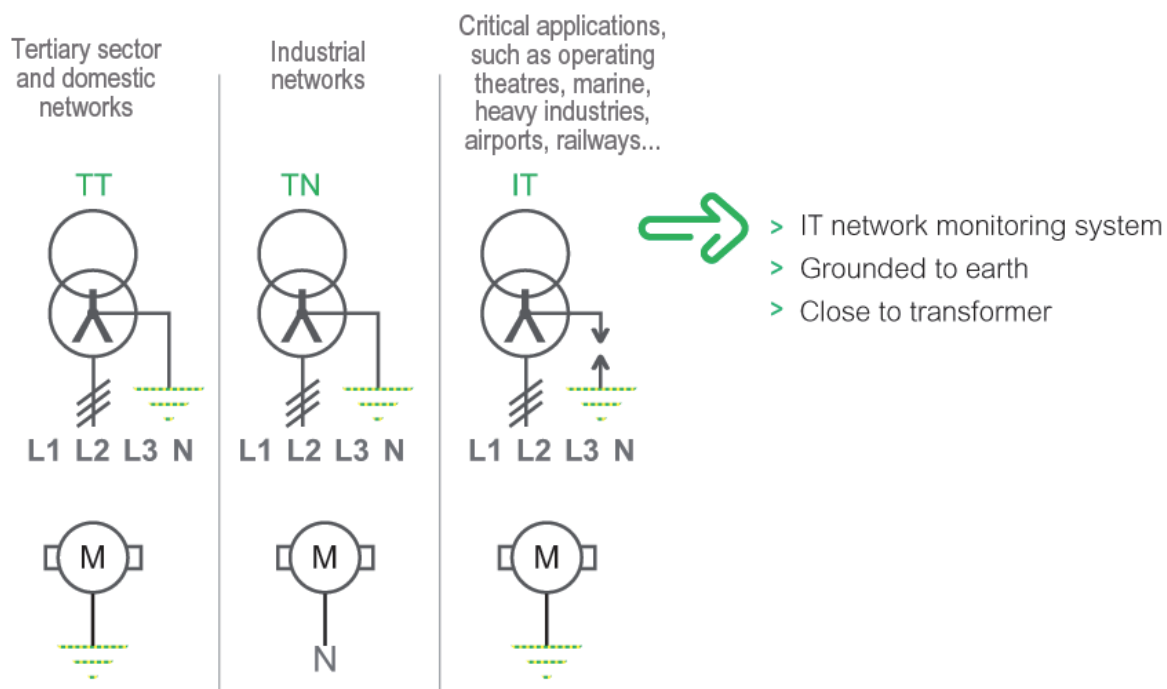 Tertiary sector
and domestic
networks
Industrial
networks
Critical applications,
such as operating
theatres, marine,
heavy industries,
airports, railways...
TT
TN
IT
> IT network monitoring system
> Grounded to earth
> Close to transformer
L1 L2 L3 N
L1 L2 L3 N
L1 L2 L3 N
M
M
M
N